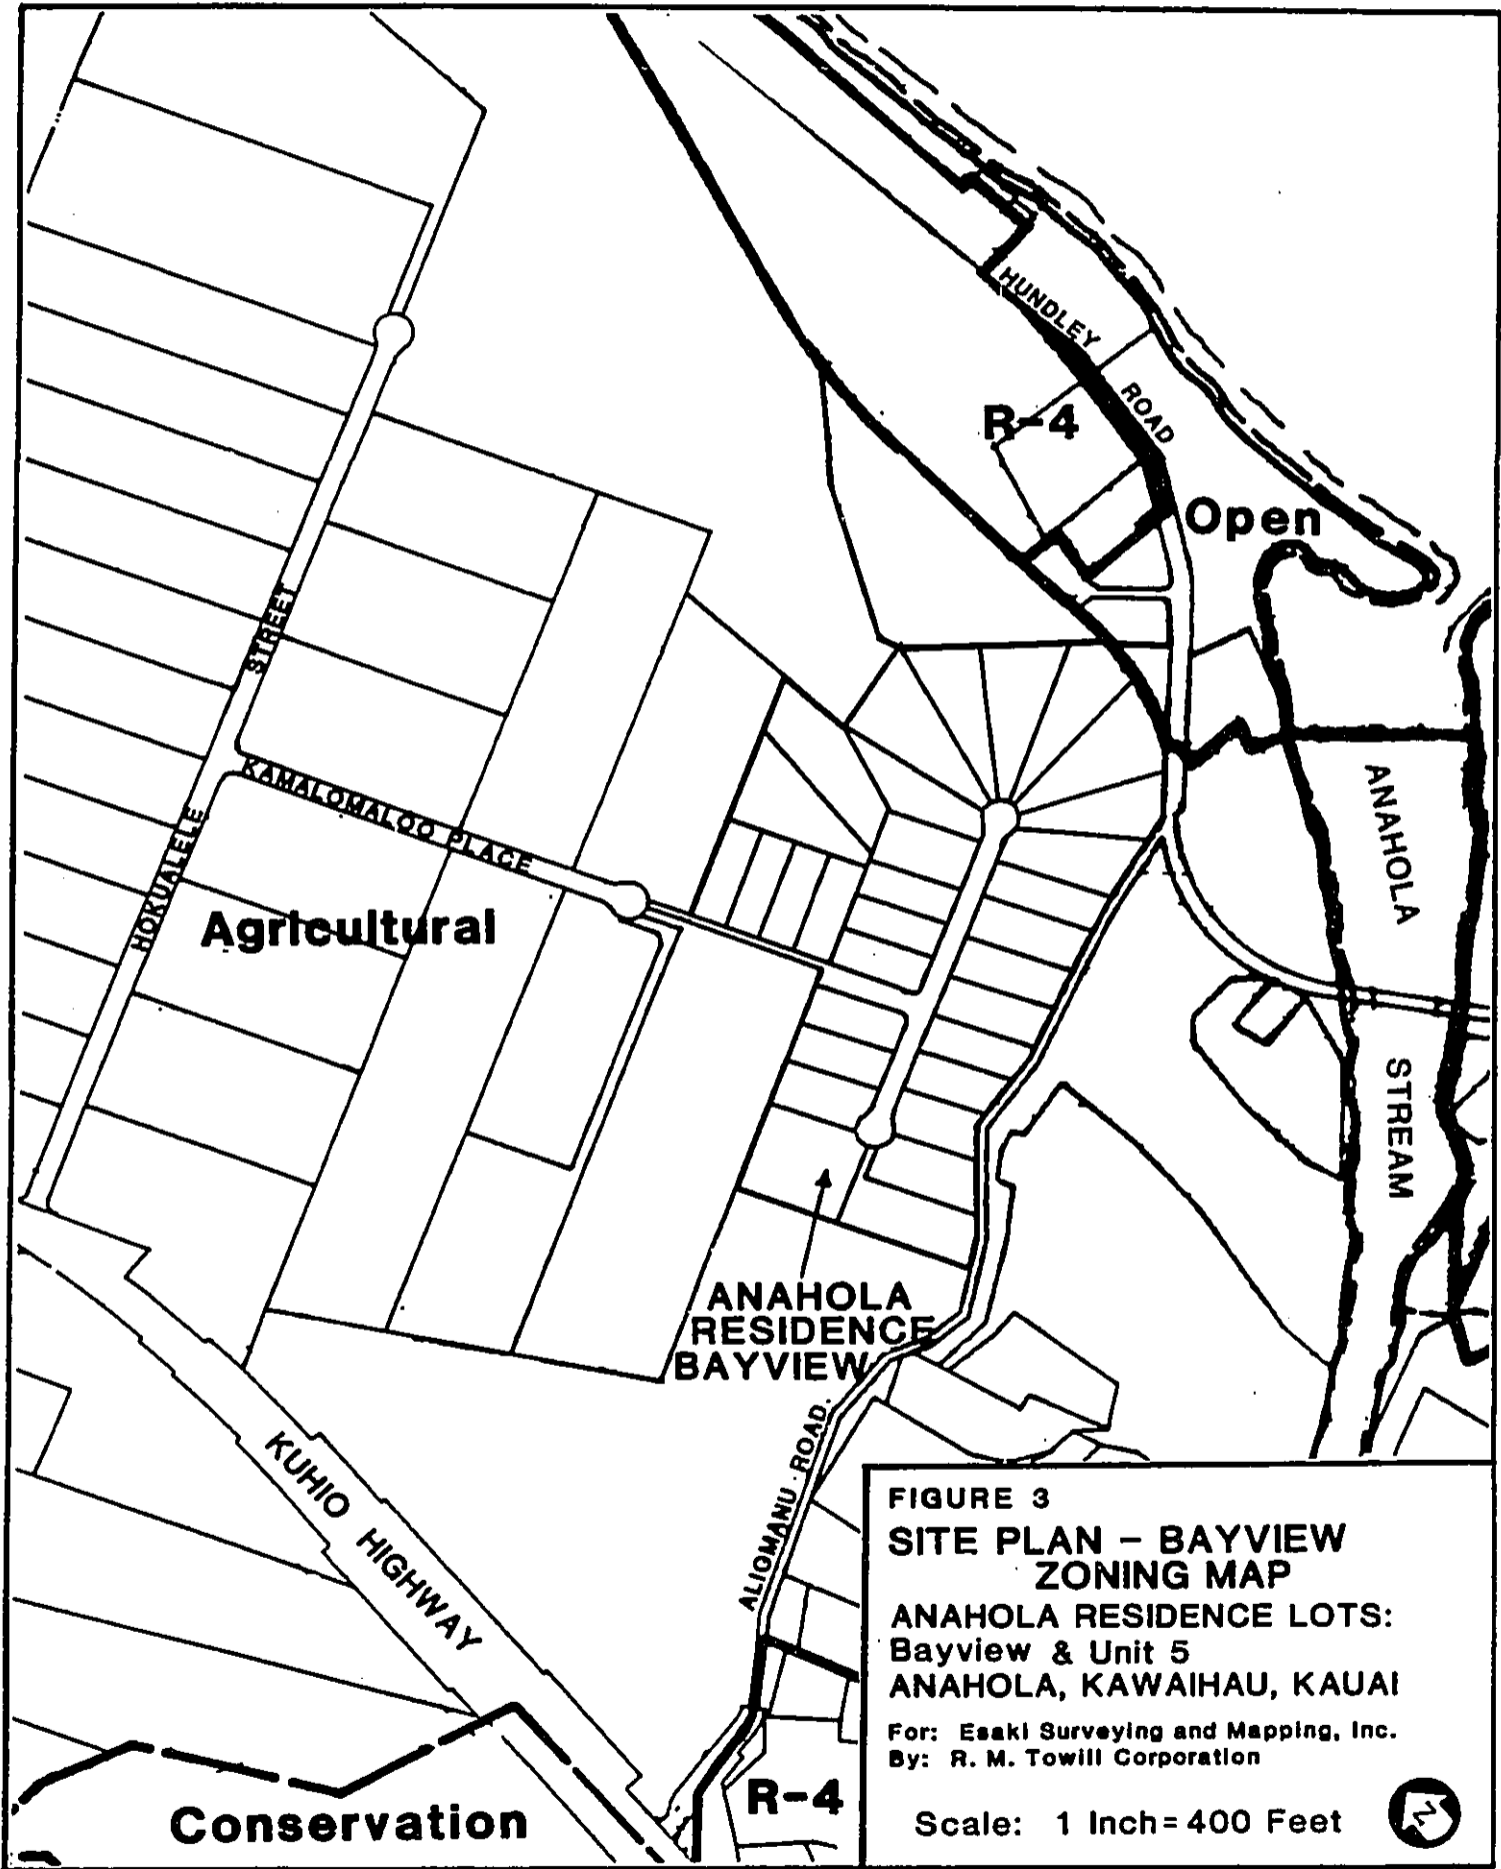 HUNDLEY
ROAD
R-4
Open
STREET
KAMALOMALOO PLACE
HOKUALELE
Agricultural
ANAHOLA
STREAM
ANAHOLA
RESIDENCE
BAYVIEW
ALIOMANU ROAD
KUHIO HIGHWAY
Conservation
R-4
FIGURE 3
SITE PLAN - BAYVIEW
ZONING MAP
ANAHOLA RESIDENCE LOTS:
Bayview & Unit 5
ANAHOLA, KAWAIHAU, KAUAI
For: Esaki Surveying and Mapping, Inc.
By: R. M. Towill Corporation
Scale: 1 Inch = 400 Feet
Z